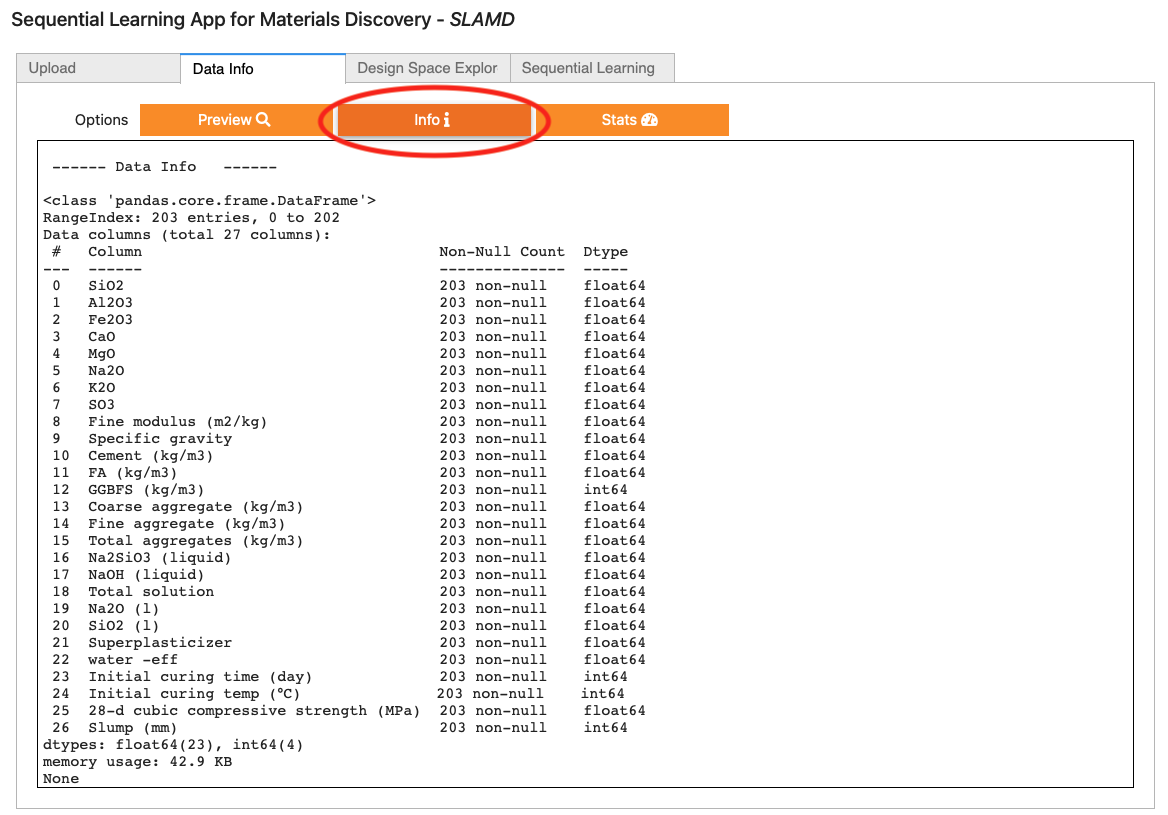 Sequential Learning App for Materials Discovery - SLAMD
Upload Data Info Design Space Explor Sequential Learning
Options Preview Info Stats
------ Data Info   ------
<class 'pandas.core.frame.DataFrame'>
RangeIndex: 203 entries, 0 to 202
Data columns (total 27 columns):
 #   Column                                 Non-Null Count  Dtype
---  ------                                 --------------  -----
 0   SiO2                                   203 non-null    float64
 1   Al2O3                                  203 non-null    float64
 2   Fe2O3                                  203 non-null    float64
 3   CaO                                    203 non-null    float64
 4   MgO                                    203 non-null    float64
 5   Na2O                                   203 non-null    float64
 6   K2O                                    203 non-null    float64
 7   SO3                                    203 non-null    float64
 8   Fine modulus (m2/kg)                   203 non-null    float64
 9   Specific gravity                       203 non-null    float64
 10  Cement (kg/m3)                         203 non-null    float64
 11  FA (kg/m3)                             203 non-null    float64
 12  GGBFS (kg/m3)                          203 non-null    int64
 13  Coarse aggregate (kg/m3)               203 non-null    float64
 14  Fine aggregate (kg/m3)                 203 non-null    float64
 15  Total aggregates (kg/m3)               203 non-null    float64
 16  Na2SiO3 (liquid)                       203 non-null    float64
 17  NaOH (liquid)                          203 non-null    float64
 18  Total solution                         203 non-null    float64
 19  Na2O (l)                               203 non-null    float64
 20  SiO2 (l)                               203 non-null    float64
 21  Superplasticizer                       203 non-null    float64
 22  water -eff                             203 non-null    float64
 23  Initial curing time (day)              203 non-null    int64
 24  Initial curing temp (℃)               203 non-null    int64
 25  28-d cubic compressive strength (MPa)  203 non-null    float64
 26  Slump (mm)                             203 non-null    int64
dtypes: float64(23), int64(4)
memory usage: 42.9 KB
None